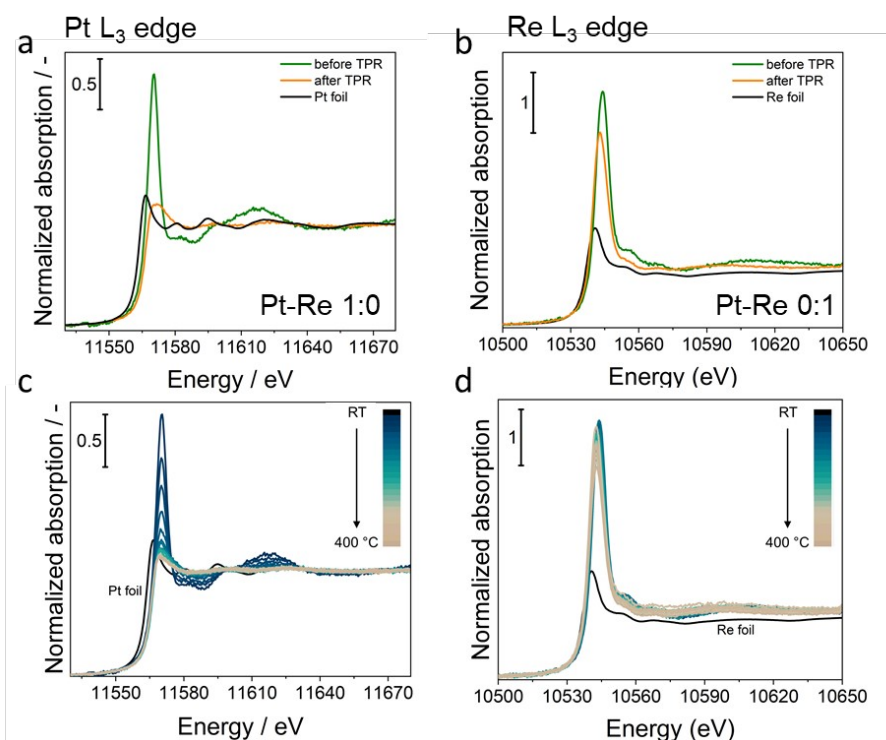 Pt L₃ edge
Re L₃ edge
a
Normalized absorption / -
0.5
before TPR
after TPR
Pt foil
Pt-Re 1:0
11550 11580 11610 11640 11670
Energy / eV
b
Normalized absorption
1
before TPR
after TPR
Re foil
Pt-Re 0:1
10500 10530 10560 10590 10620 10650
Energy (eV)
c
Normalized absorption / -
0.5
RT
400 °C
Pt foil
11550 11580 11610 11640 11670
Energy / eV
d
Normalized absorption
1
RT
400 °C
Re foil
10500 10530 10560 10590 10620 10650
Energy (eV)